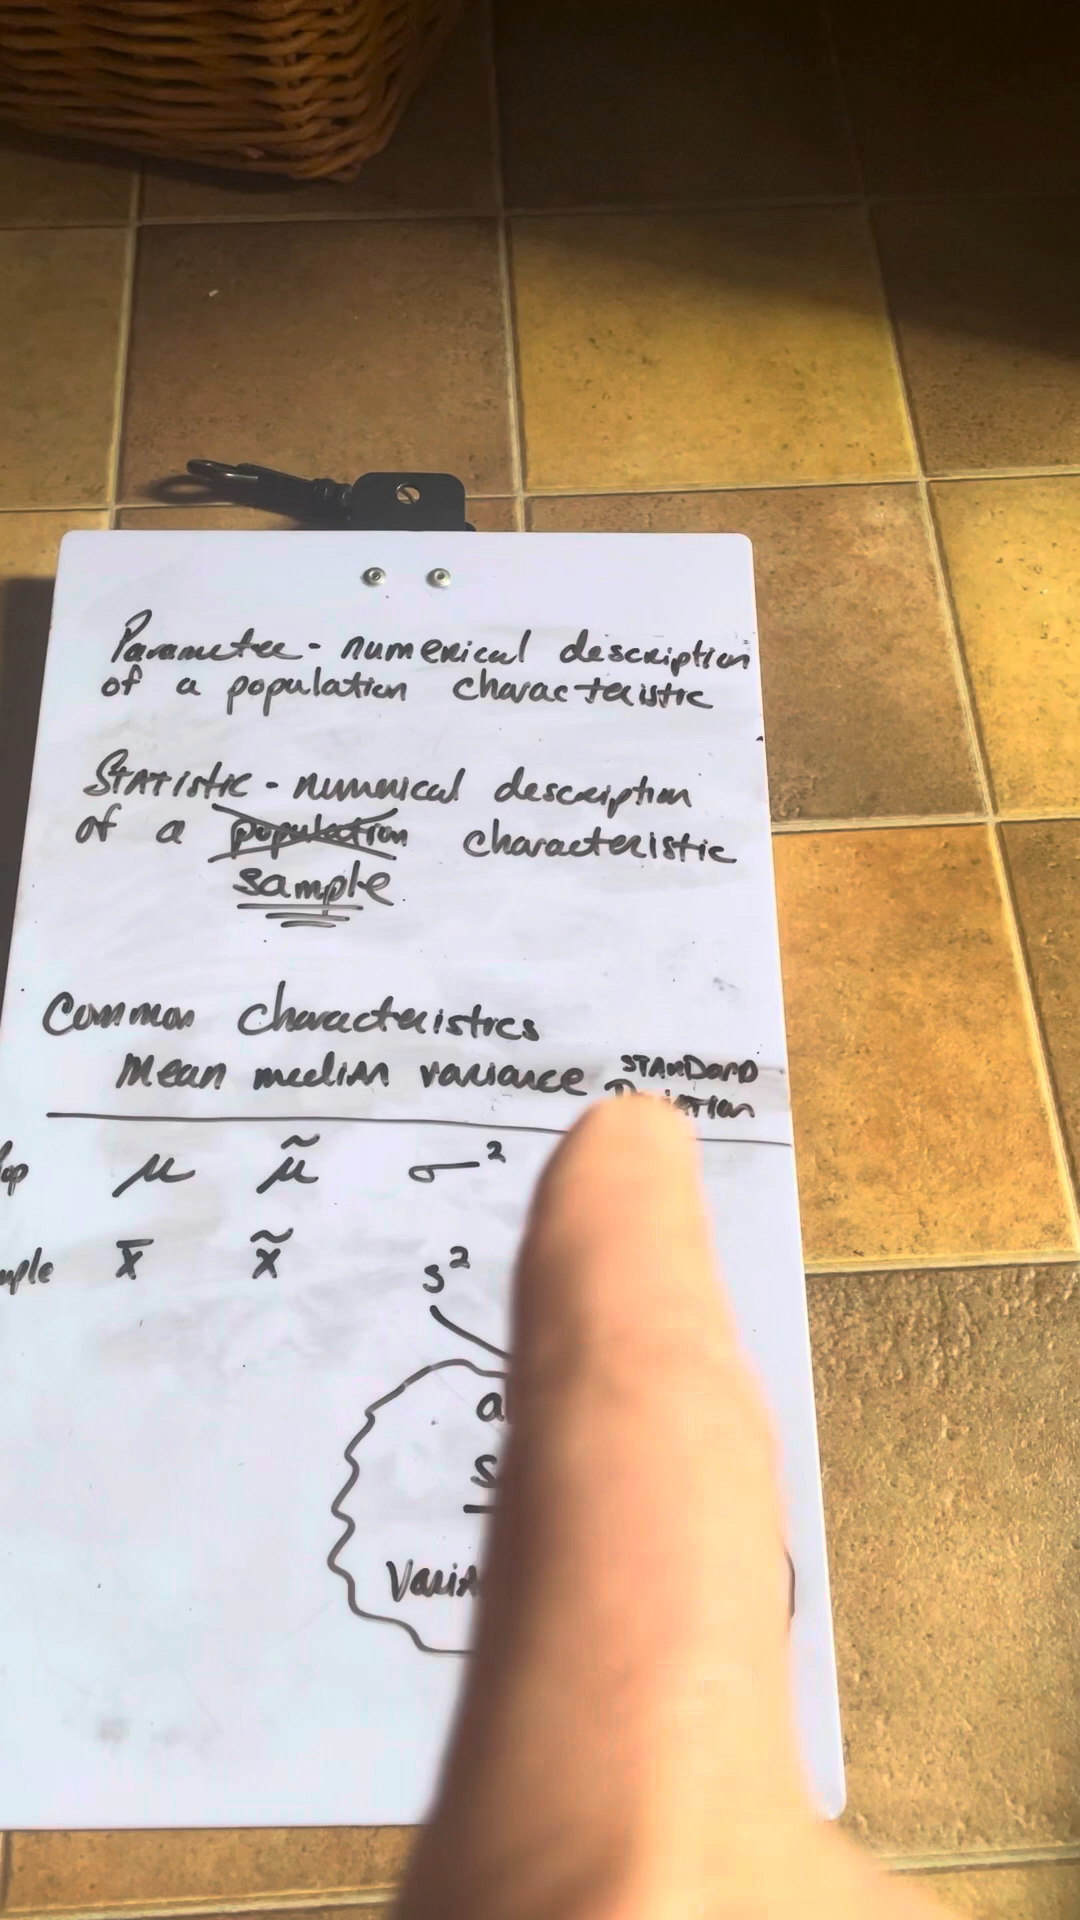 Parameter - numerical description
of a population characteristic
Statistic - numerical description
of a population characteristic
sample
Common Characteristics
Mean median variance STANDARD
μ μ̃ σ²
x̄ x̃ s²